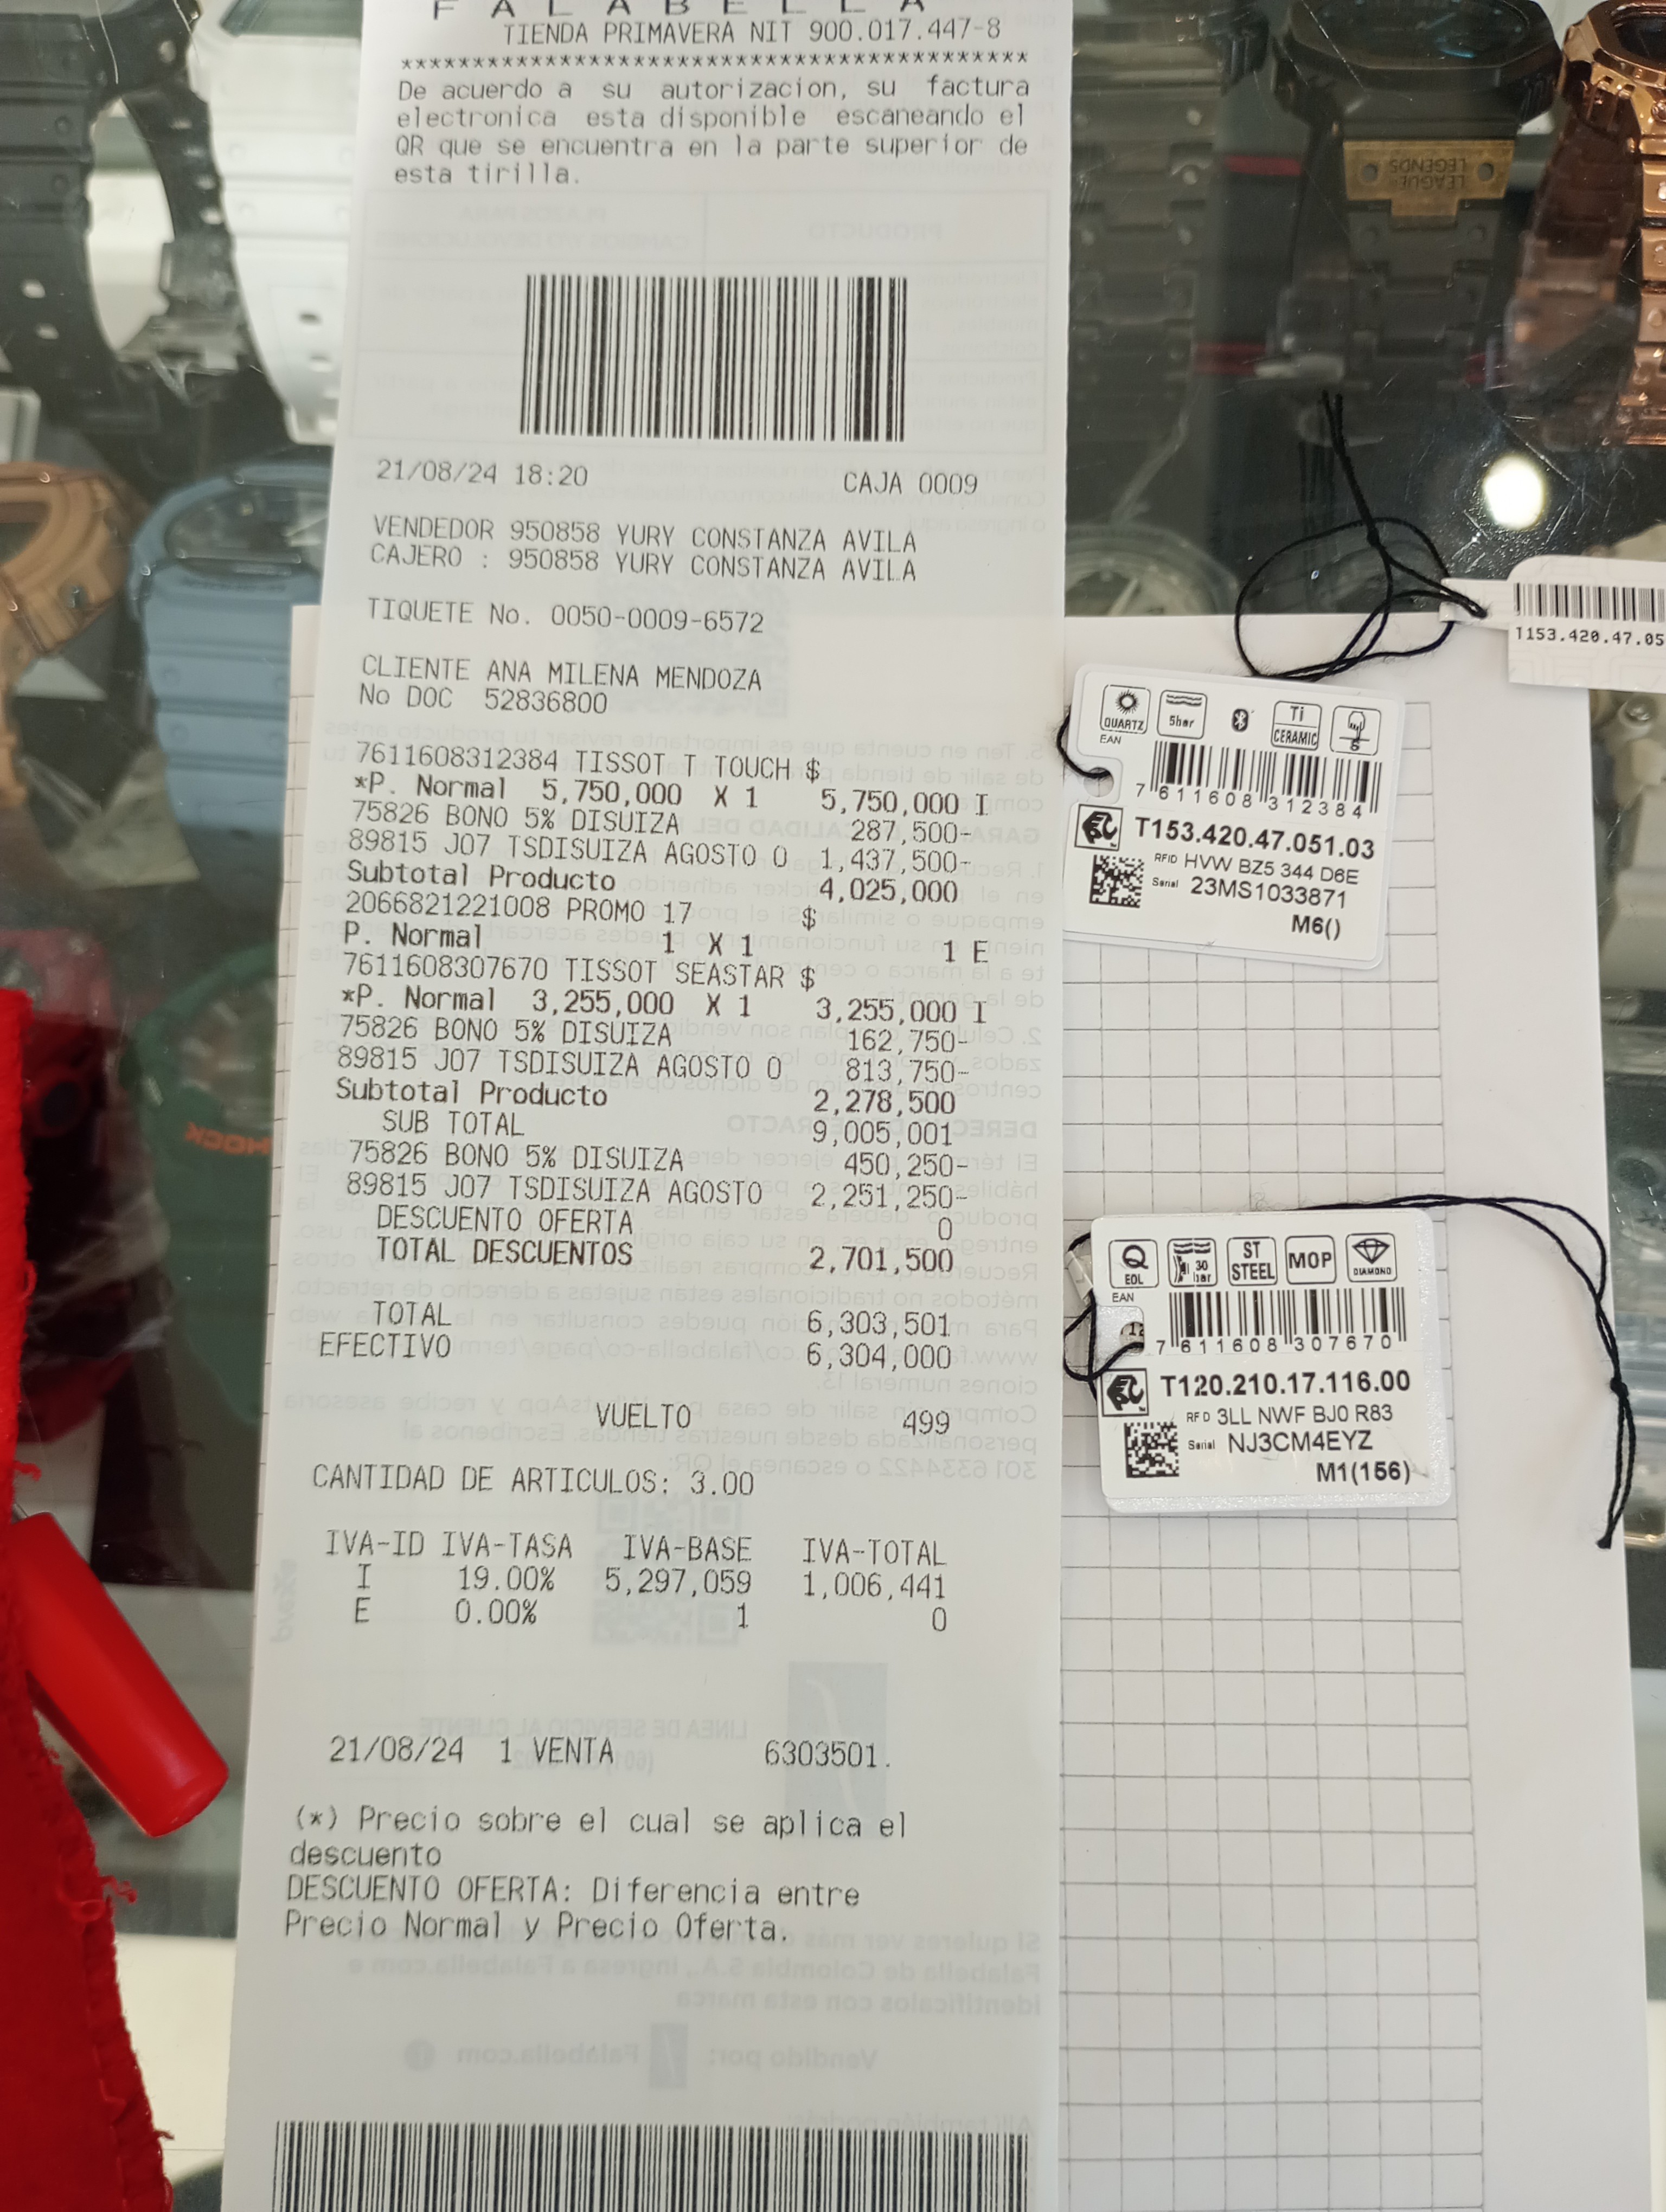 FALABELLA
TIENDA PRIMAVERA NIT 900.017.447-8
******************************************
De acuerdo a su autorizacion, su factura
electronica esta disponible escaneando el
QR que se encuentra en la parte superior de
esta tirilla.
21/08/24 18:20 CAJA 0009
VENDEDOR 950858 YURY CONSTANZA AVILA
CAJERO : 950858 YURY CONSTANZA AVILA
TIQUETE No. 0050-0009-6572
CLIENTE ANA MILENA MENDOZA
No DOC 52836800
7611608312384 TISSOT T TOUCH $
*P. Normal 5,750,000 X 1 5,750,000 I
75826 BONO 5% DISUIZA 287,500-
89815 J07 TSDISUIZA AGOSTO O 1,437,500-
Subtotal Producto 4,025,000
2066821221008 PROMO 17 $
P. Normal 1 X 1 1 E
7611608307670 TISSOT SEASTAR $
*P. Normal 3,255,000 X 1 3,255,000 I
75826 BONO 5% DISUIZA 162,750-
89815 J07 TSDISUIZA AGOSTO O 813,750-
Subtotal Producto 2,278,500
SUB TOTAL 9,005,001
75826 BONO 5% DISUIZA 450,250-
89815 J07 TSDISUIZA AGOSTO 2,251,250-
DESCUENTO OFERTA 0
TOTAL DESCUENTOS 2,701,500
TOTAL 6,303,501
EFECTIVO 6,304,000
VUELTO 499
CANTIDAD DE ARTICULOS: 3.00
IVA-ID IVA-TASA IVA-BASE IVA-TOTAL
I 19.00% 5,297,059 1,006,441
E 0.00% 1 0
21/08/24 1 VENTA 6303501.
(*) Precio sobre el cual se aplica el
descuento
DESCUENTO OFERTA: Diferencia entre
Precio Normal y Precio Oferta.
LEAGUE
LEGENDS
T153.420.47.05
QUARTZ 5bar Ti CERAMIC
EAN
7 611608 312384
T153.420.47.051.03
RFID HVW BZ5 344 D6E
Serial 23MS1033871
M6()
Q EOL 30 bar ST STEEL MOP DIAMOND
EAN
7 611608 307670
T120.210.17.116.00
RFD 3LL NWF BJ0 R83
Serial NJ3CM4EYZ
M1(156)